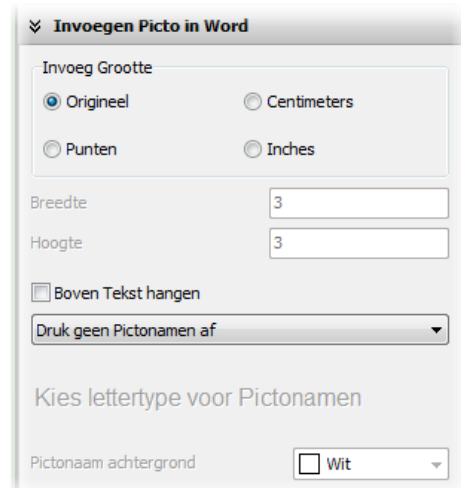 Invoegen Picto in Word
Invoeg Grootte
Origineel Centimeters
Punten Inches
Breedte 3
Hoogte 3
Boven Tekst hangen
Druk geen Pictonamen af
Kies lettertype voor Pictonamen
Pictonaam achtergrond Wit